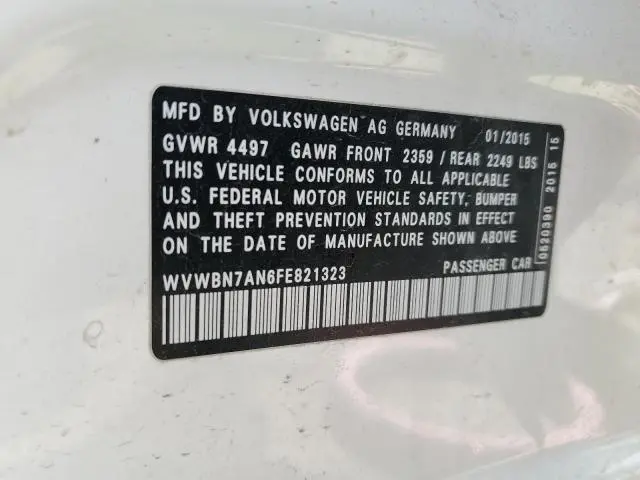 MFD BY VOLKSWAGEN AG GERMANY 01/2015
GVWR 4497 GAWR FRONT 2359 / REAR 2249 LBS
THIS VEHICLE CONFORMS TO ALL APPLICABLE
U.S. FEDERAL MOTOR VEHICLE SAFETY, BUMPER
AND THEFT PREVENTION STANDARDS IN EFFECT
ON THE DATE OF MANUFACTURE SHOWN ABOVE
WVWBN7AN6FE821323 PASSENGER CAR
0520390 2015 15